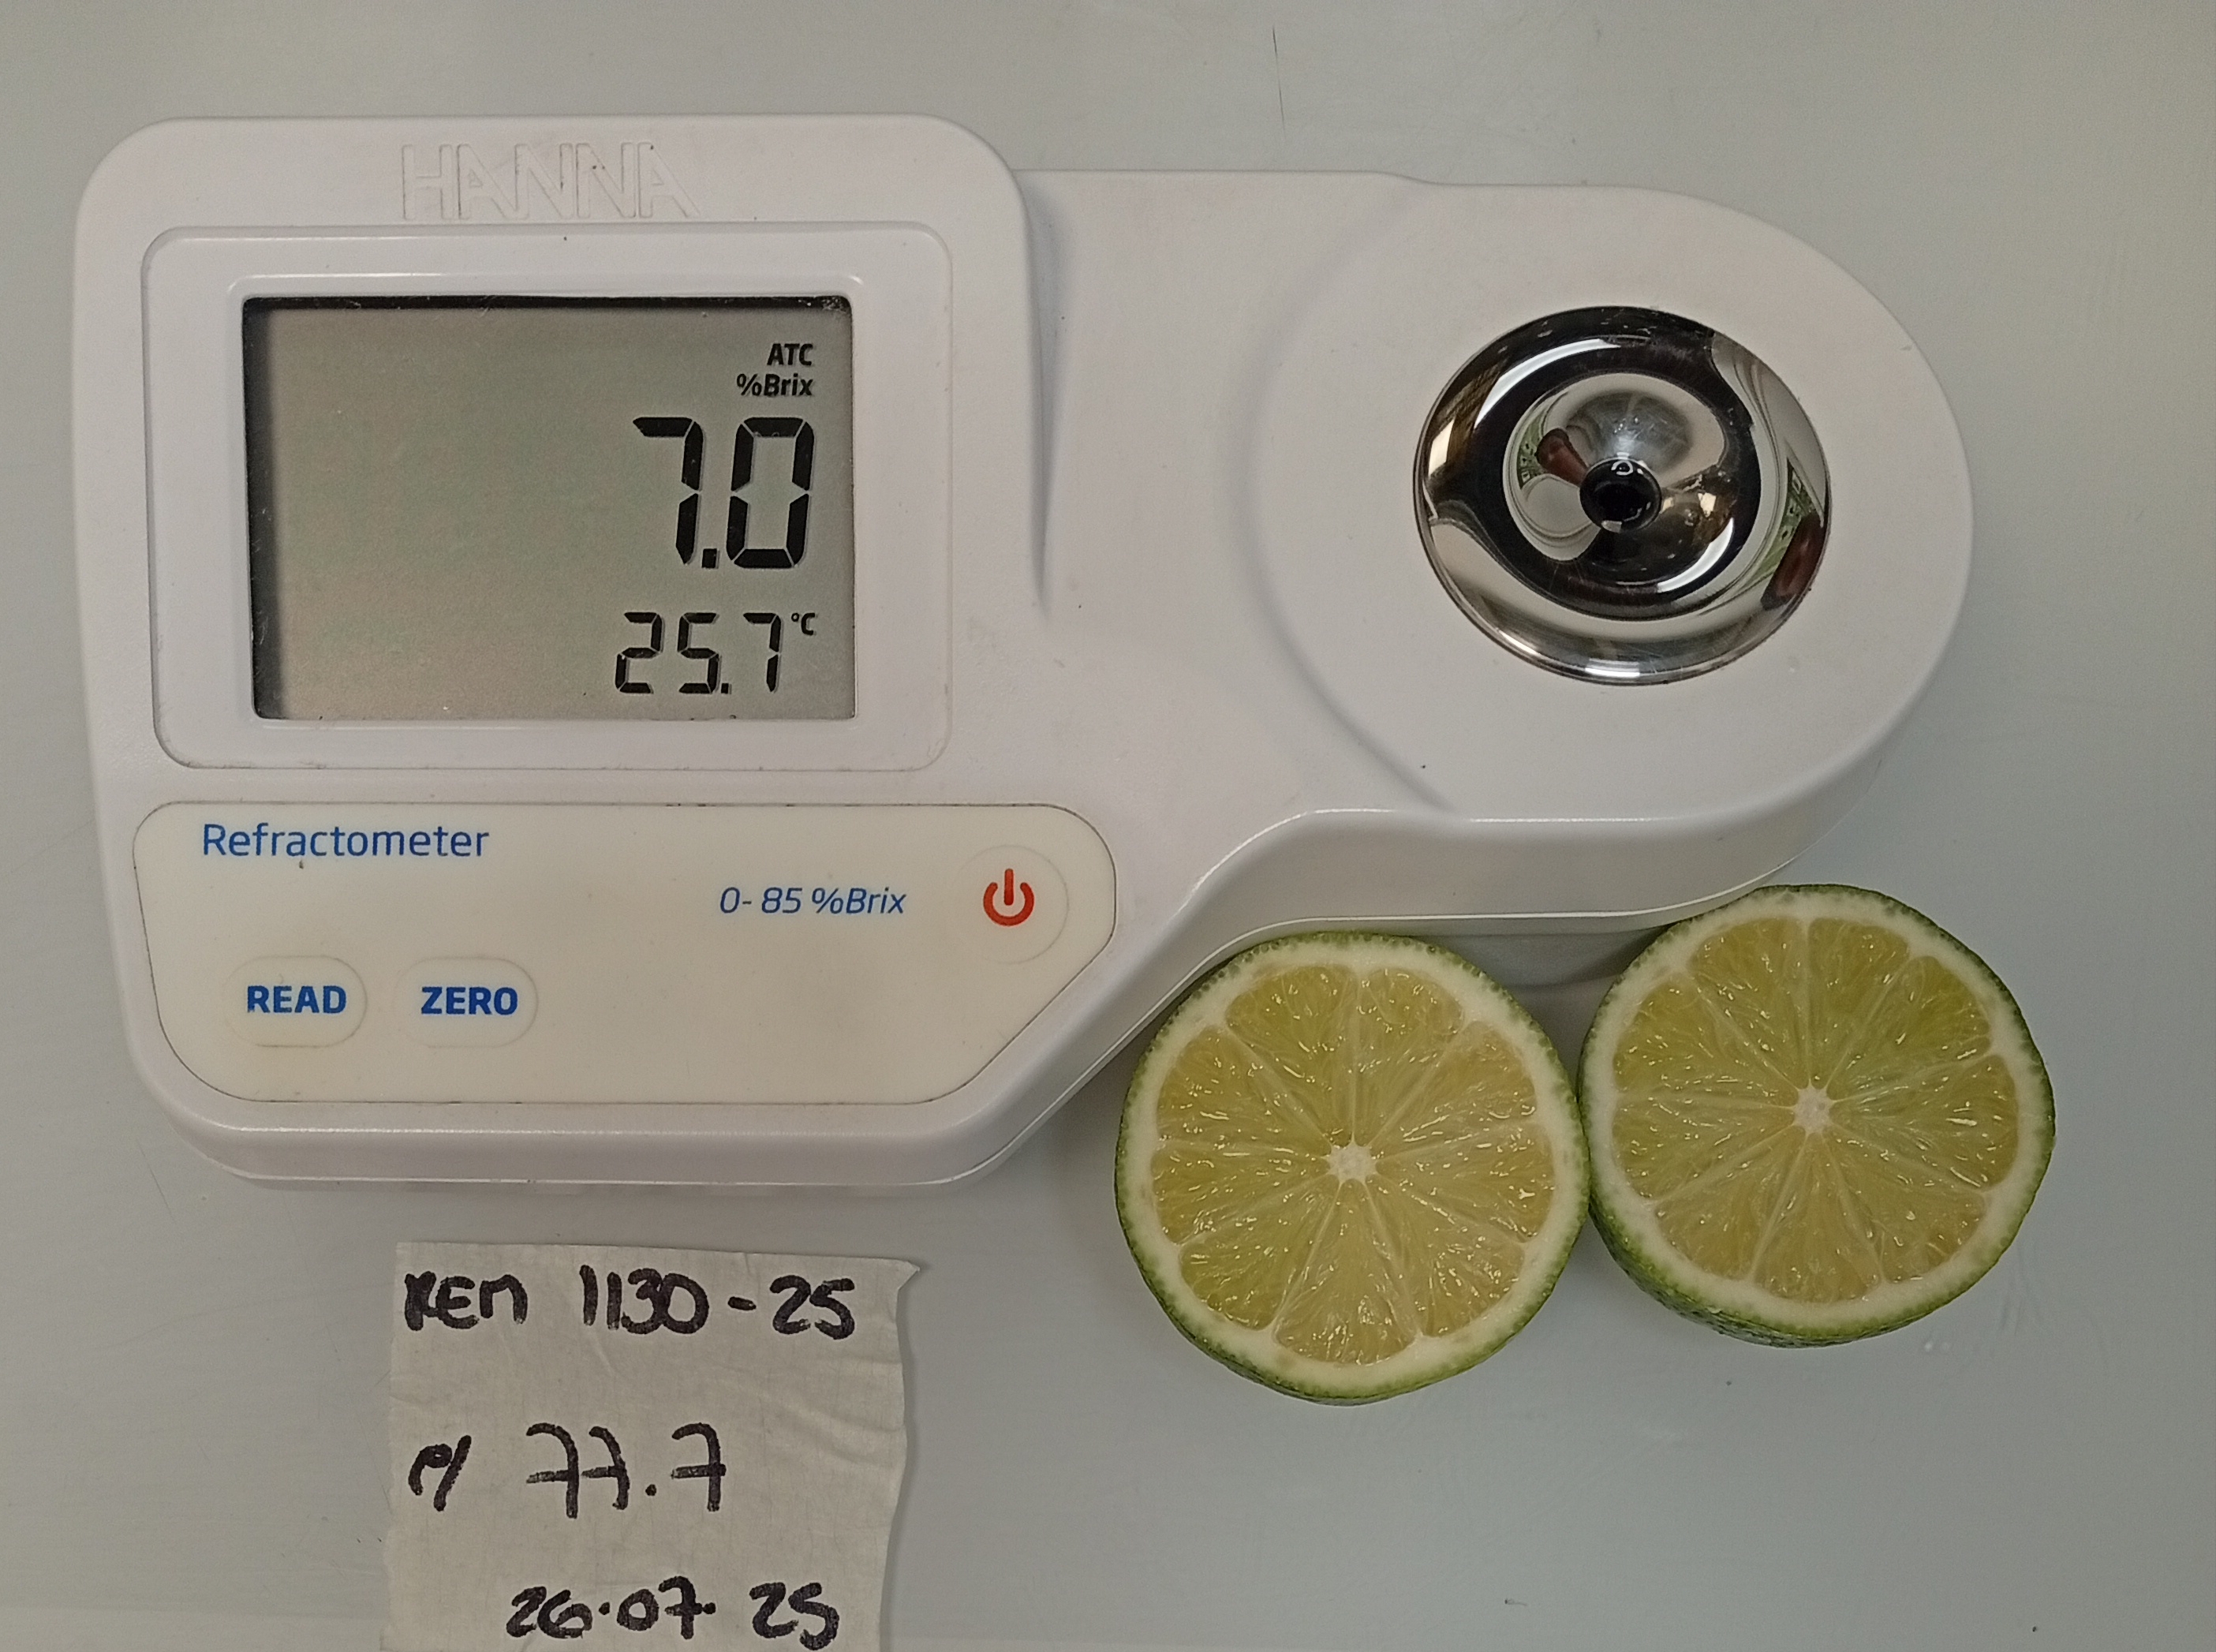 HANNA
ATC
%Brix
7.0
25.7 °C
Refractometer
0-85 %Brix
READ ZERO
REM 1130-25
P/ 77.7
26.07.25